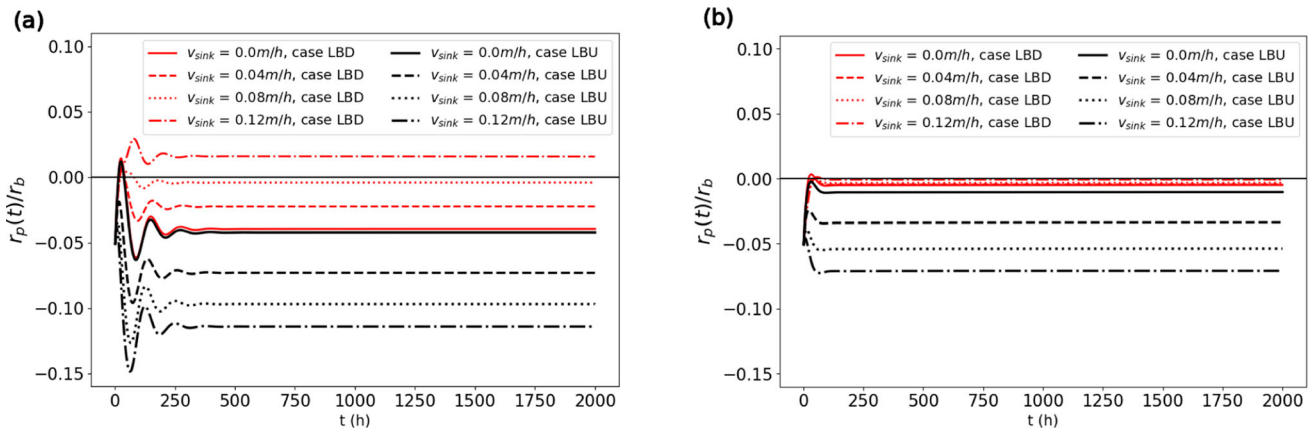 (a)
0.10
0.05
0.00
−0.05
−0.10
−0.15
r_p(t)/r_b
v_sink = 0.0m/h, case LBD
v_sink = 0.04m/h, case LBD
v_sink = 0.08m/h, case LBD
v_sink = 0.12m/h, case LBD
v_sink = 0.0m/h, case LBU
v_sink = 0.04m/h, case LBU
v_sink = 0.08m/h, case LBU
v_sink = 0.12m/h, case LBU
0 250 500 750 1000 1250 1500 1750 2000
t (h)
(b)
0.10
0.05
0.00
−0.05
−0.10
−0.15
r_p(t)/r_b
v_sink = 0.0m/h, case LBD
v_sink = 0.04m/h, case LBD
v_sink = 0.08m/h, case LBD
v_sink = 0.12m/h, case LBD
v_sink = 0.0m/h, case LBU
v_sink = 0.04m/h, case LBU
v_sink = 0.08m/h, case LBU
v_sink = 0.12m/h, case LBU
0 250 500 750 1000 1250 1500 1750 2000
t (h)